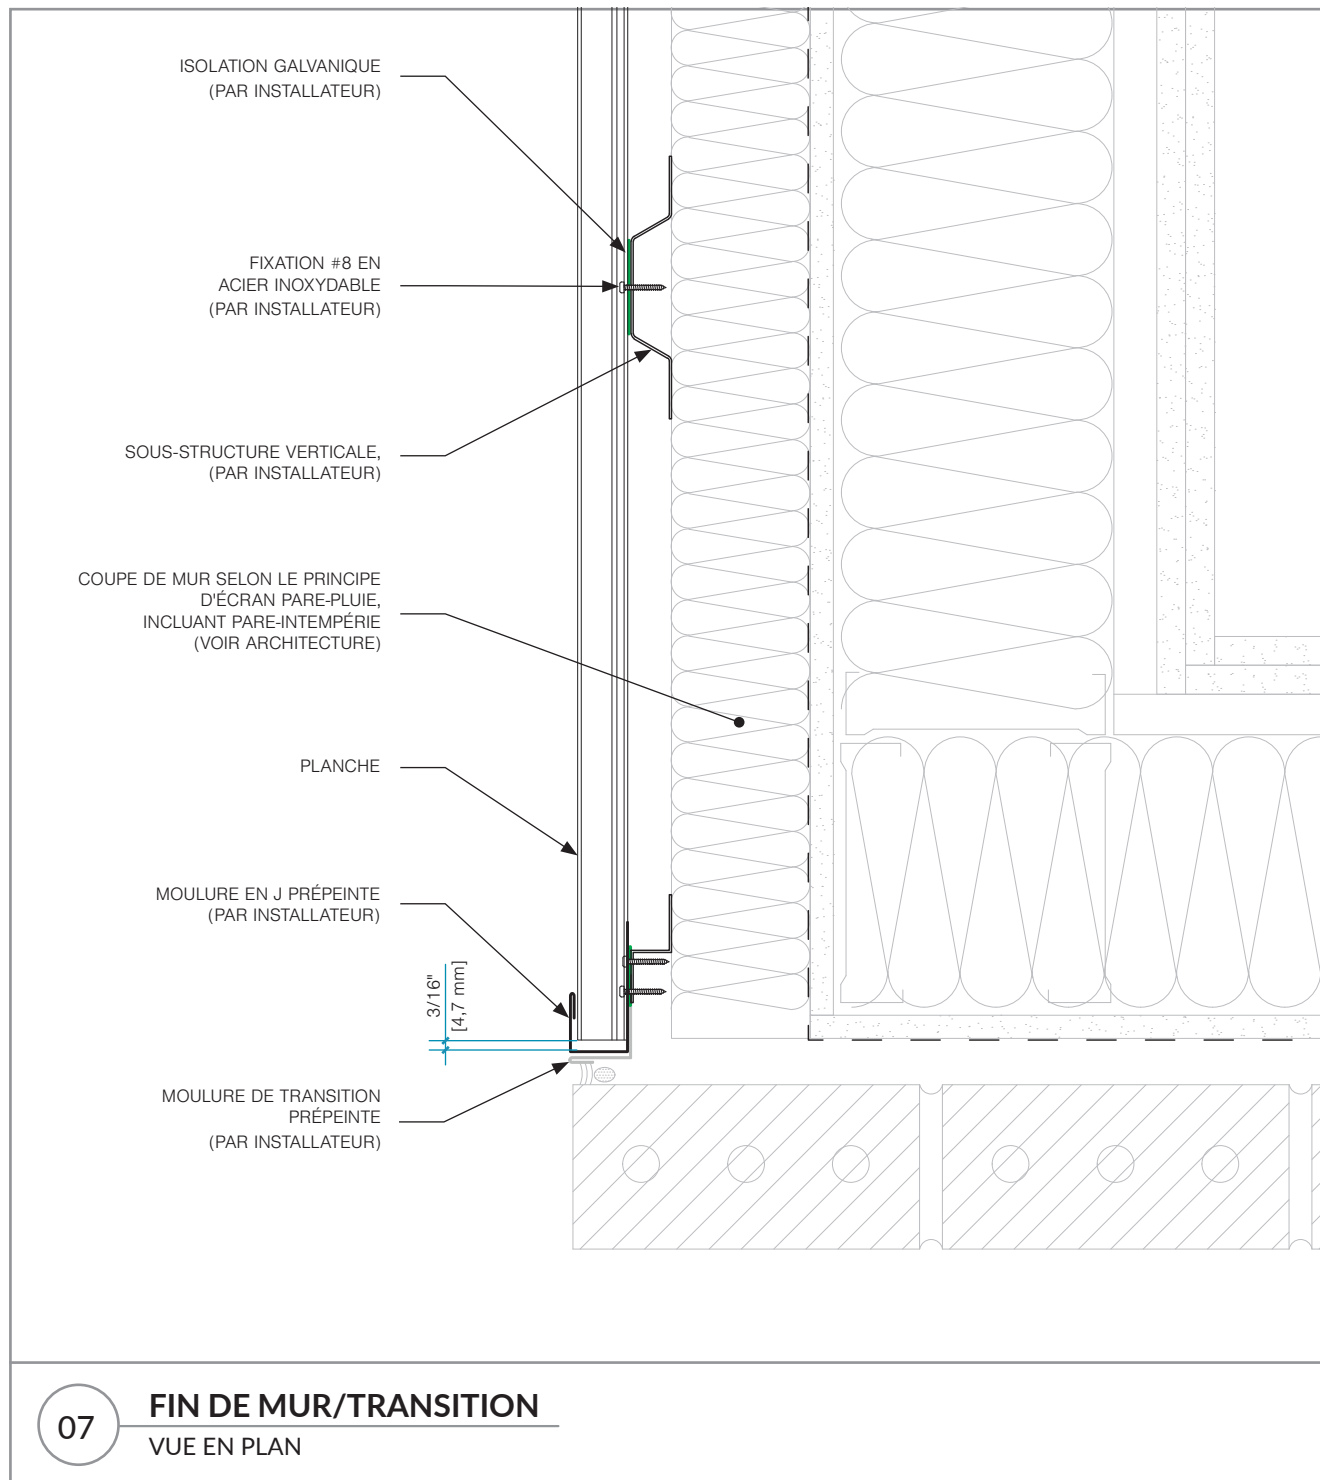 ISOLATION GALVANIQUE
(PAR INSTALLATEUR)
FIXATION #8 EN
ACIER INOXYDABLE
(PAR INSTALLATEUR)
SOUS-STRUCTURE VERTICALE,
(PAR INSTALLATEUR)
COUPE DE MUR SELON LE PRINCIPE
D'ÉCRAN PARE-PLUIE,
INCLUANT PARE-INTEMPÉRIE
(VOIR ARCHITECTURE)
PLANCHE
MOULURE EN J PRÉPEINTE
(PAR INSTALLATEUR)
3/16"
[4,7 mm]
MOULURE DE TRANSITION
PRÉPEINTE
(PAR INSTALLATEUR)
07
FIN DE MUR/TRANSITION
VUE EN PLAN